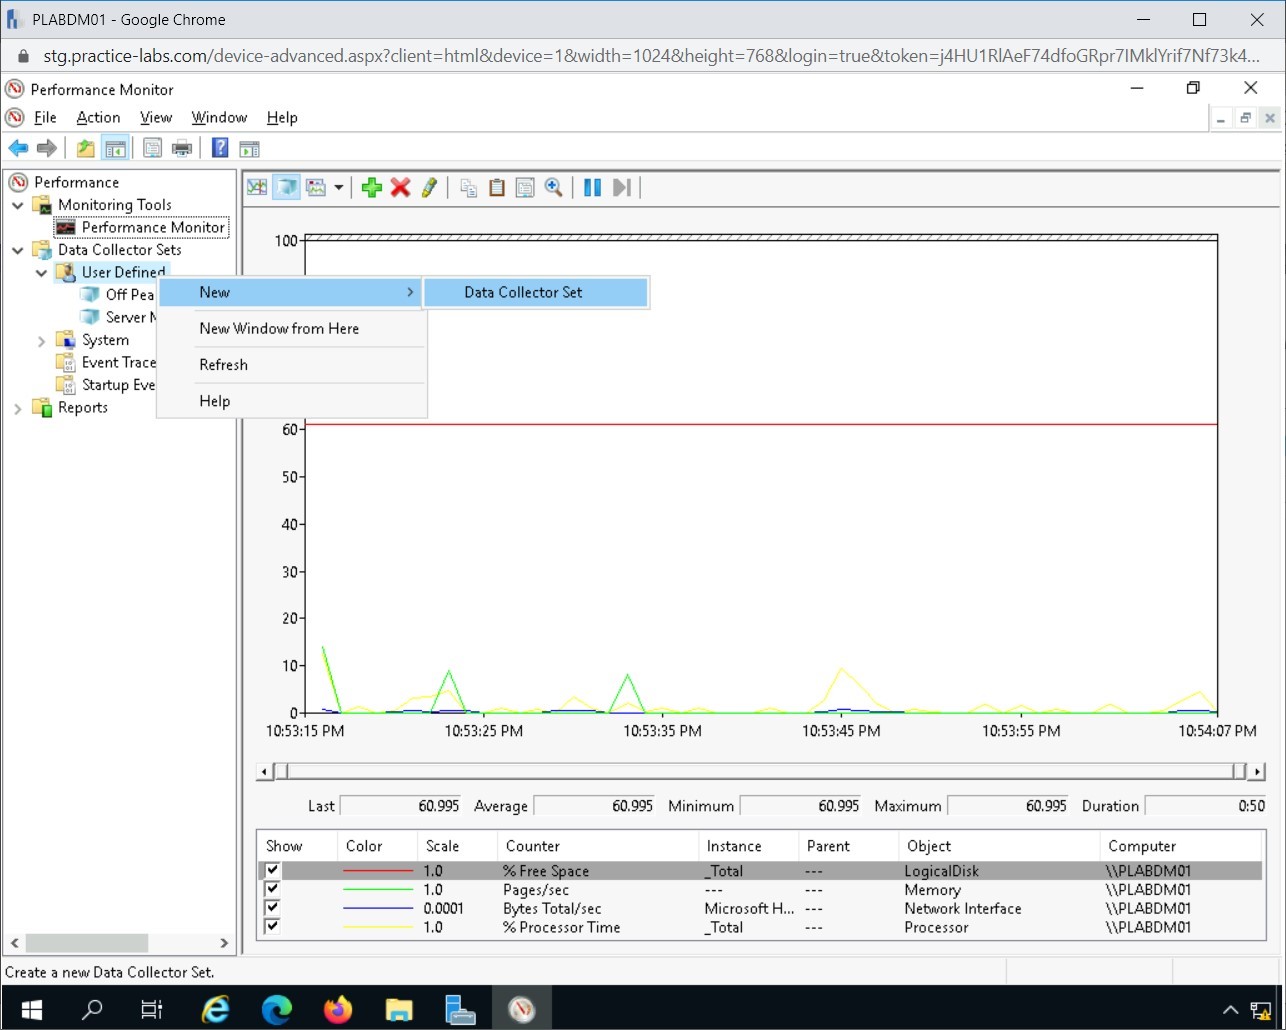 PLABDM01 - Google Chrome
stg.practice-labs.com/device-advanced.aspx?client=html&device=1&width=1024&height=768&login=true&token=j4HU1RlAeF74dfoGRpr7IMklYrif7Nf73k4...
Performance Monitor
File Action View Window Help
Performance
Monitoring Tools
Performance Monitor
Data Collector Sets
User Defined
Off Pea
Server M
System
Event Trace
Startup Eve
Reports
New
Data Collector Set
New Window from Here
Refresh
Help
100
60
50
40
30
20
10
0
10:53:15 PM 10:53:25 PM 10:53:35 PM 10:53:45 PM 10:53:55 PM 10:54:07 PM
Last 60.995 Average 60.995 Minimum 60.995 Maximum 60.995 Duration 0:50
Show Color Scale Counter Instance Parent Object Computer
1.0 % Free Space _Total --- LogicalDisk \\PLABDM01
1.0 Pages/sec --- --- Memory \\PLABDM01
0.0001 Bytes Total/sec Microsoft H... --- Network Interface \\PLABDM01
1.0 % Processor Time _Total --- Processor \\PLABDM01
Create a new Data Collector Set.